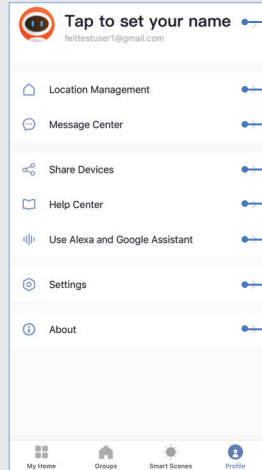 Tap to set your name
feittestuser1@gmail.com
Location Management
Message Center
Share Devices
Help Center
Use Alexa and Google Assistant
Settings
About
My Home
Groups
Smart Scenes
Profile